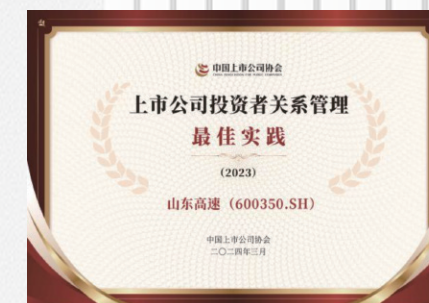 中国上市公司协会
上市公司投资者关系管理
最佳实践
(2023)
山东高速（600350.SH）
中国上市公司协会
二〇二四年三月